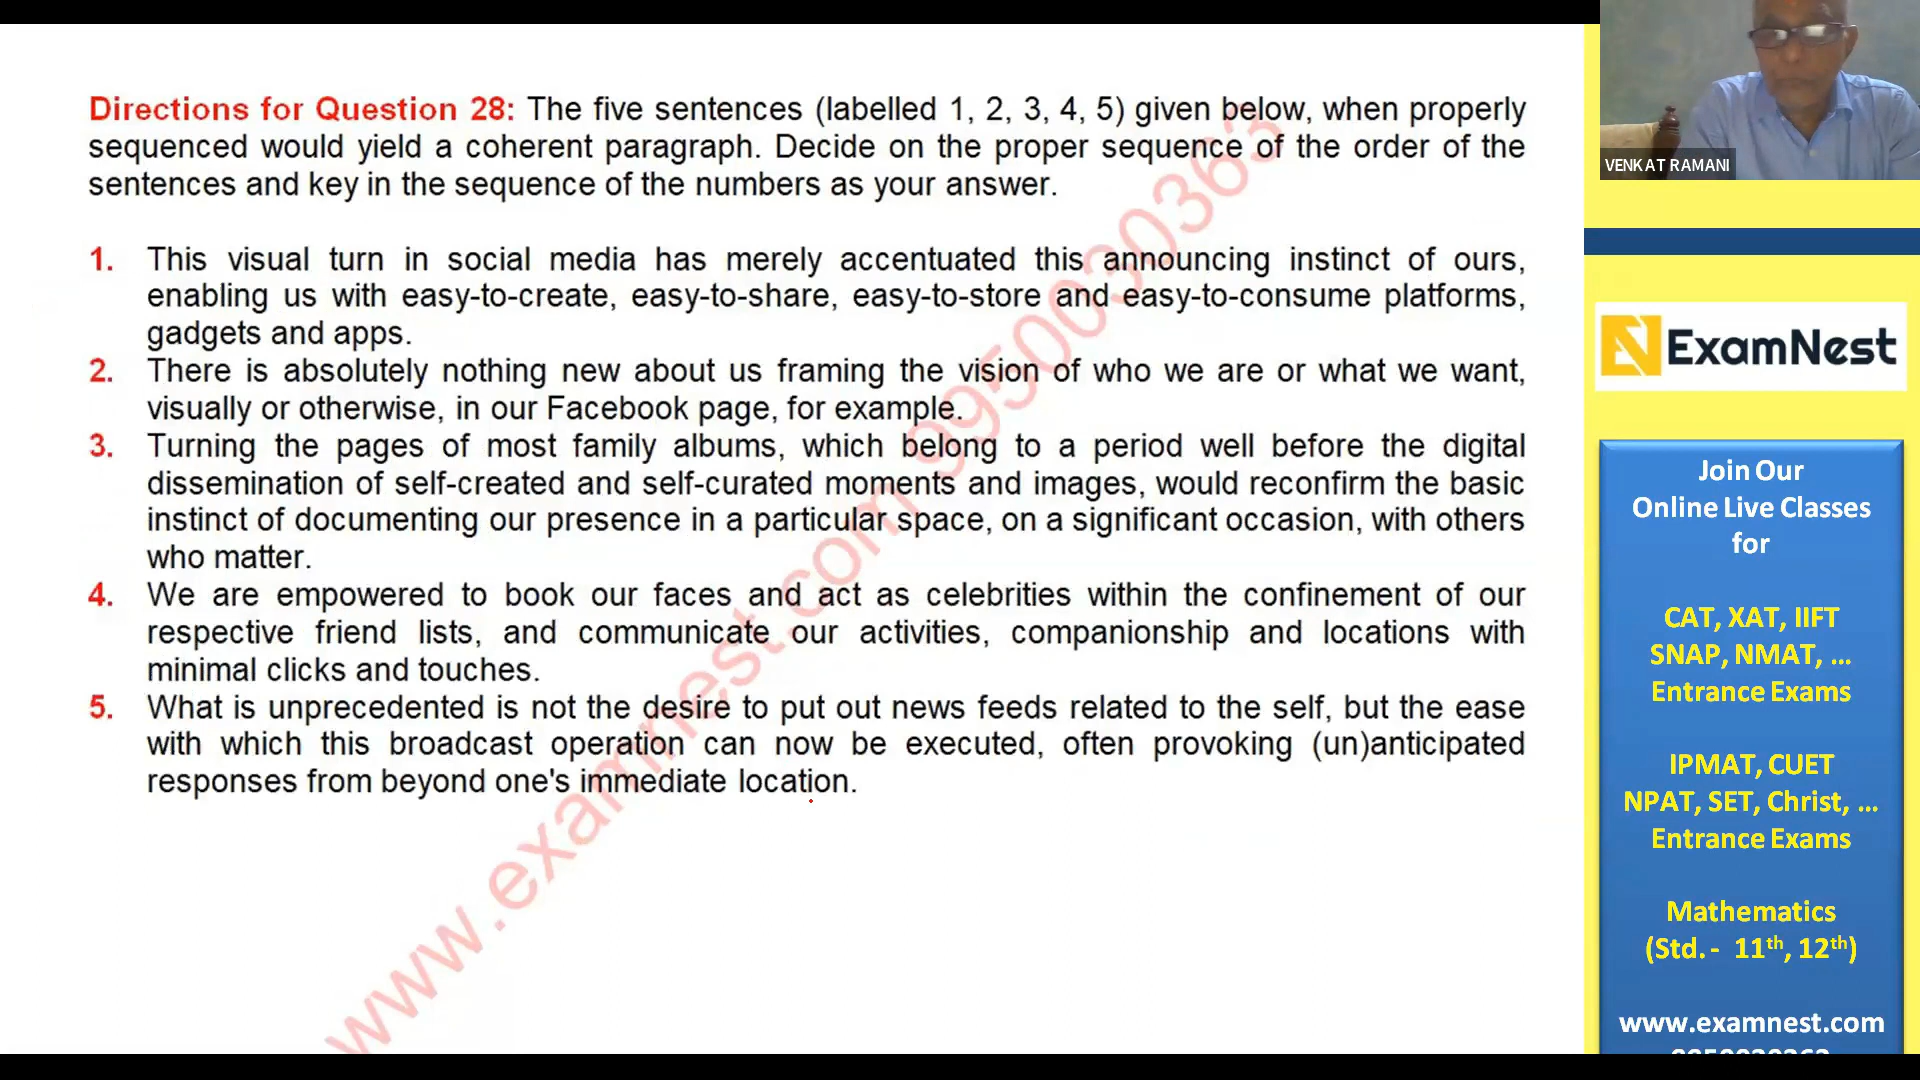 Directions for Question 28: The five sentences (labelled 1, 2, 3, 4, 5) given below, when properly
sequenced would yield a coherent paragraph. Decide on the proper sequence of the order of the
sentences and key in the sequence of the numbers as your answer.
1. This visual turn in social media has merely accentuated this announcing instinct of ours,
enabling us with easy-to-create, easy-to-share, easy-to-store and easy-to-consume platforms,
gadgets and apps.
2. There is absolutely nothing new about us framing the vision of who we are or what we want,
visually or otherwise, in our Facebook page, for example.
3. Turning the pages of most family albums, which belong to a period well before the digital
dissemination of self-created and self-curated moments and images, would reconfirm the basic
instinct of documenting our presence in a particular space, on a significant occasion, with others
who matter.
4. We are empowered to book our faces and act as celebrities within the confinement of our
respective friend lists, and communicate our activities, companionship and locations with
minimal clicks and touches.
5. What is unprecedented is not the desire to put out news feeds related to the self, but the ease
with which this broadcast operation can now be executed, often provoking (un)anticipated
responses from beyond one's immediate location.
www.examnest.com 9950030363
VENKAT RAMANI
ExamNest
Join Our
Online Live Classes
for
CAT, XAT, IIFT
SNAP, NMAT, ...
Entrance Exams
IPMAT, CUET
NPAT, SET, Christ, ...
Entrance Exams
Mathematics
(Std. - 11th, 12th)
www.examnest.com